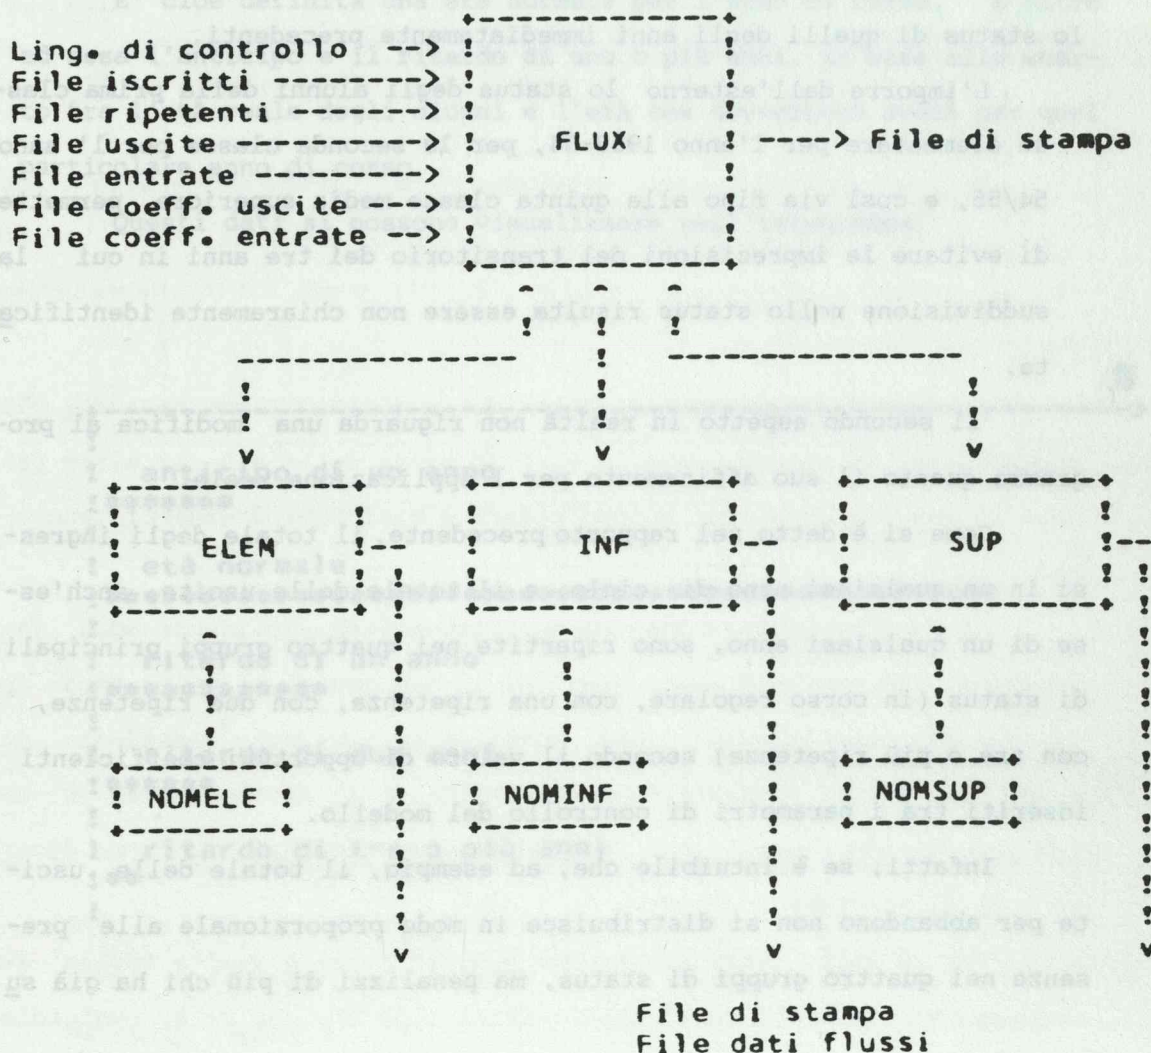 Ling. di controllo --->
File iscritti -------->
File ripetenti ------->
File uscite ----------> FLUX -----> File di stampa
File entrate --------->
File coeff. uscite --->
File coeff. entrate -->
ELEM INF SUP
NOMELE NOMINF NOMSUP
File di stampa
File dati flussi